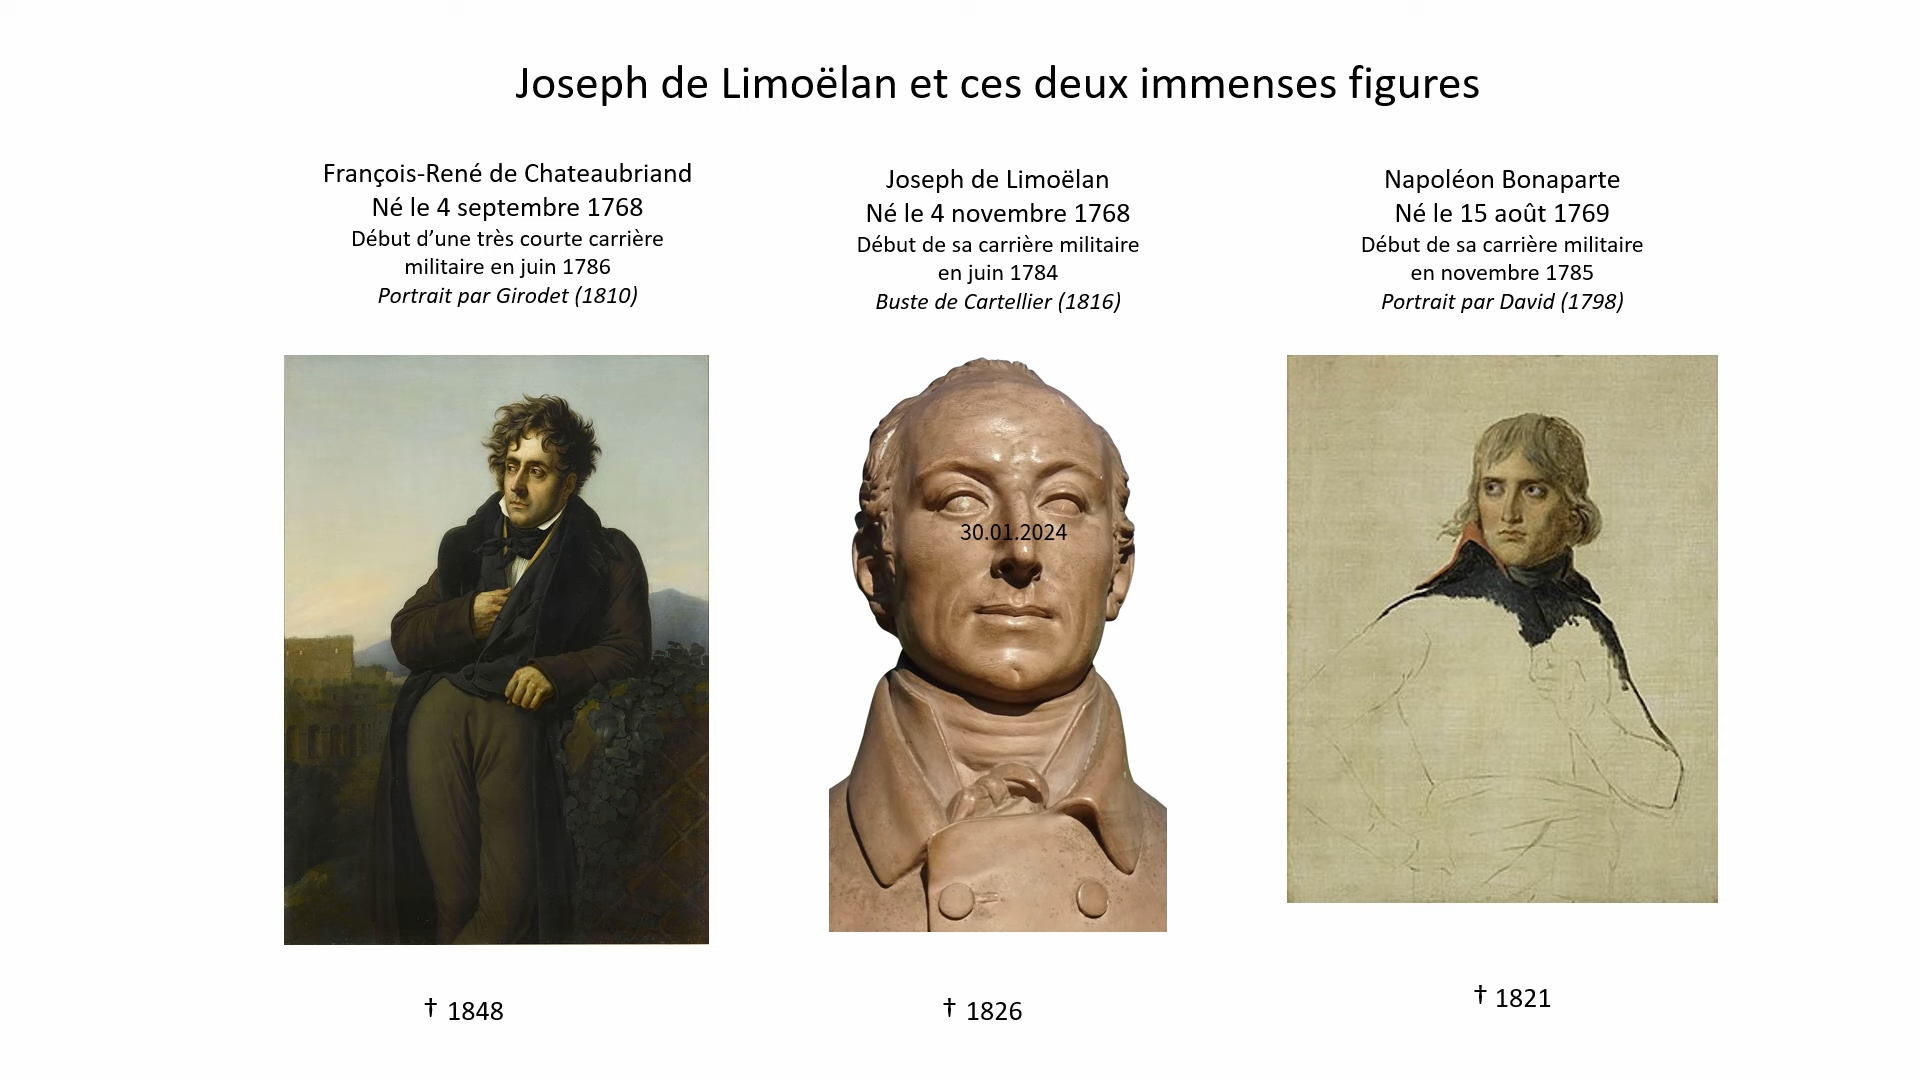 Joseph de Limoëlan et ces deux immenses figures
François-René de Chateaubriand
Né le 4 septembre 1768
Début d’une très courte carrière
militaire en juin 1786
Portrait par Girodet (1810)
Joseph de Limoëlan
Né le 4 novembre 1768
Début de sa carrière militaire
en juin 1784
Buste de Cartellier (1816)
Napoléon Bonaparte
Né le 15 août 1769
Début de sa carrière militaire
en novembre 1785
Portrait par David (1798)
30.01.2024
† 1848
† 1826
† 1821